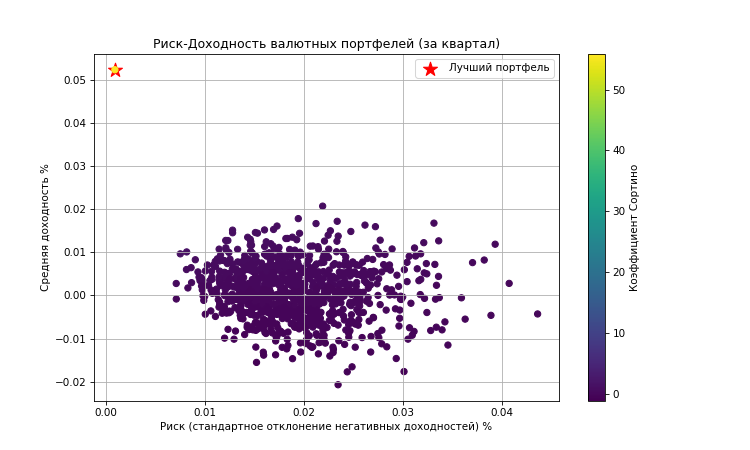 Риск-Доходность валютных портфелей (за квартал)
Лучший портфель
Средняя доходность %
0.05
0.04
0.03
0.02
0.01
0.00
−0.01
−0.02
0.00 0.01 0.02 0.03 0.04
Риск (стандартное отклонение негативных доходностей) %
50
40
30
20
10
0
Коэффициент Сортино